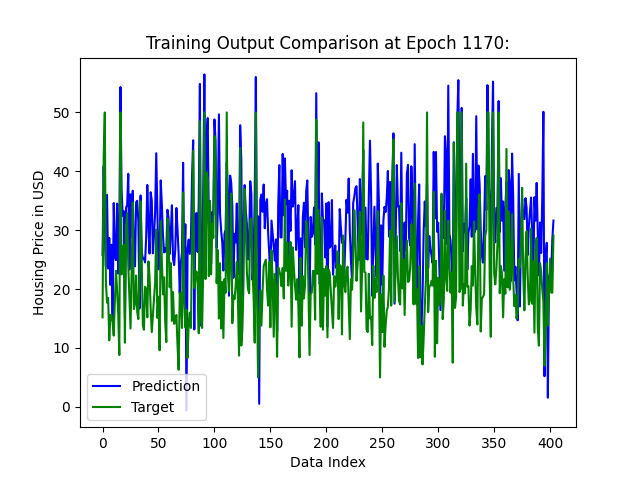 Training Output Comparison at Epoch 1170:
Housing Price in USD
50
40
30
20
10
0
Prediction
Target
0 50 100 150 200 250 300 350 400
Data Index